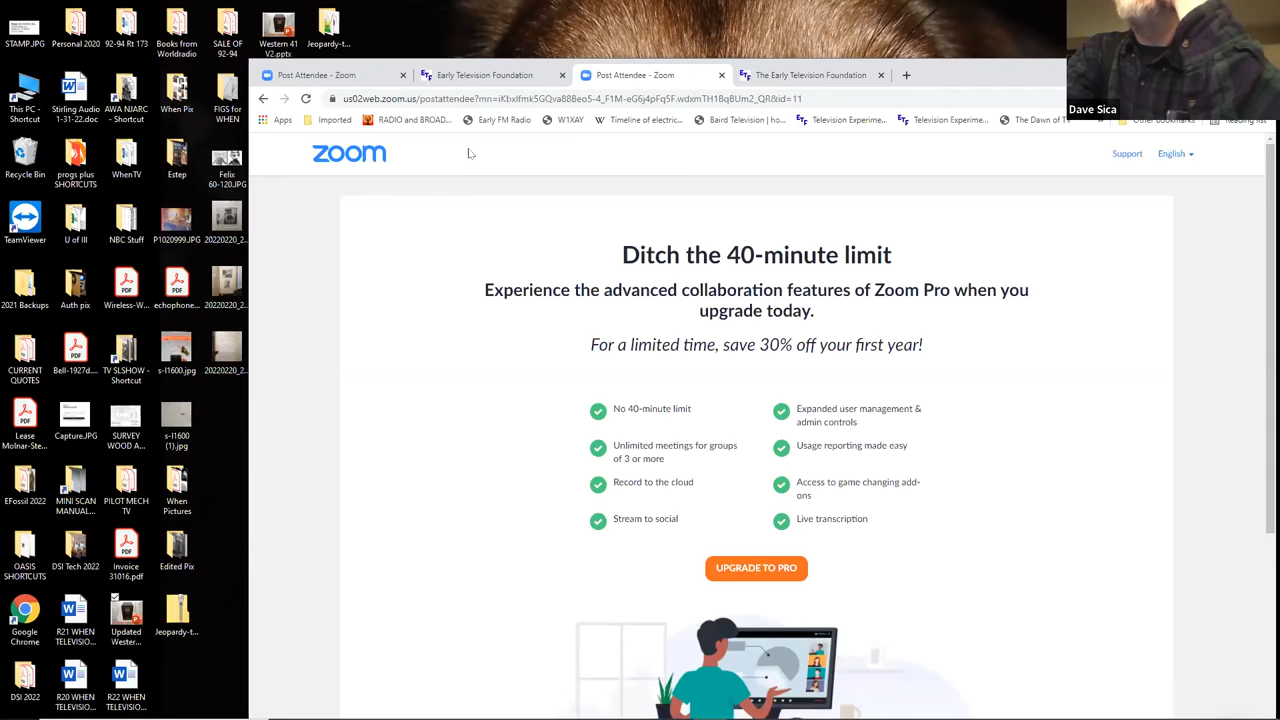 STAMP.JPG
Personal 2020
92-94 Rt 173
Books from
Worldradio
SALE OF
92-94
Western 41
V2.pptx
Jeopardy-t...
This PC -
Shortcut
Stirling Audio
1-31-22.doc
AWA NJARC
- Shortcut
When Pix
FIGS for
WHEN
Recycle Bin
progs plus
SHORTCUTS
WhenTV
Estep
Felix
60-120.JPG
TeamViewer
U of Ill
NBC Stuff
P1020999.JPG
20220220_2...
2021 Backups
Auth pix
Wireless-W...
echophone...
20220220_2...
CURRENT
QUOTES
Bell-1927d....
TV SLSHOW -
Shortcut
s-l1600.jpg
20220220_2...
Lease
Molnar-Ste...
Capture.JPG
SURVEY
WOOD A...
s-l1600
(1).jpg
EFossil 2022
MINI SCAN
MANUAL...
PILOT MECH
TV
When
Pictures
OASIS
SHORTCUTS
DSI Tech 2022
Invoice
31016.pdf
Edited Pix
Google
Chrome
R21 WHEN
TELEVISIO...
Updated
Wester...
Jeopardy-t...
DSI 2022
R20 WHEN
TELEVISIO...
R22 WHEN
TELEVISIO...
Post Attendee - Zoom
Early Television Foundation
Post Attendee - Zoom
The Early Television Foundation
Dave Sica
Apps
Imported
RADIO and BROAD...
Early FM Radio
W1XAY
Timeline of electric...
Baird Television | ho...
Television Experime...
Television Experime...
The Dawn of TV
zoom
Support
English
Ditch the 40-minute limit
Experience the advanced collaboration features of Zoom Pro when you
upgrade today.
For a limited time, save 30% off your first year!
No 40-minute limit
Unlimited meetings for groups
of 3 or more
Record to the cloud
Stream to social
Expanded user management &
admin controls
Usage reporting made easy
Access to game changing add-
ons
Live transcription
UPGRADE TO PRO